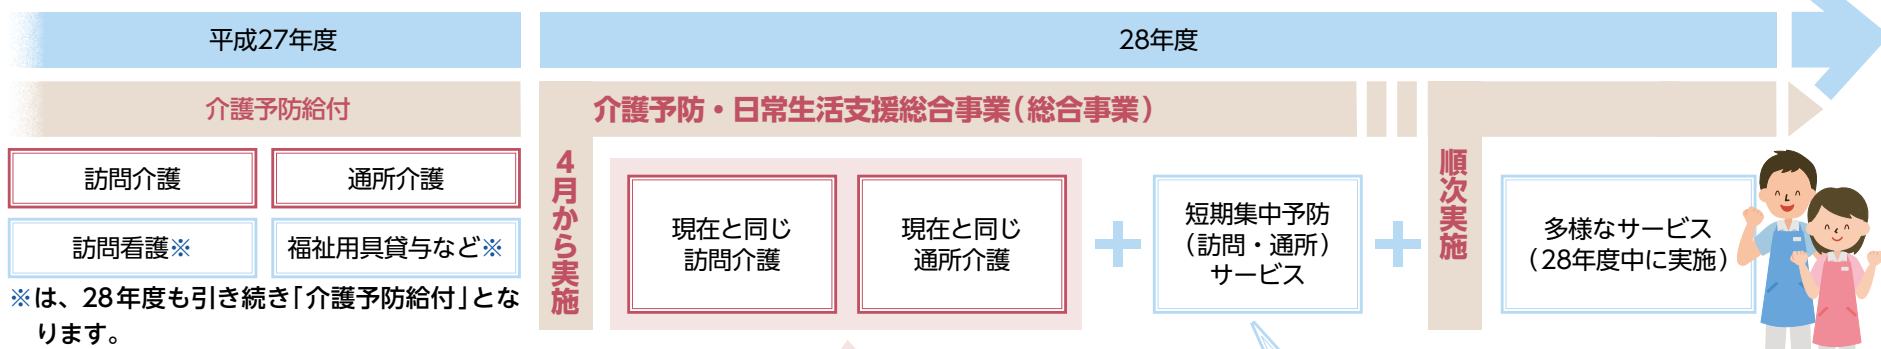 平成27年度
28年度
介護予防給付
介護予防・日常生活支援総合事業(総合事業)
訪問介護
通所介護
訪問看護※
福祉用具貸与など※
※は、28年度も引き続き「介護予防給付」とな
ります。
4月から実施
現在と同じ
訪問介護
現在と同じ
通所介護
+
短期集中予防
(訪問・通所)
サービス
+
順次実施
多様なサービス
(28年度中に実施)